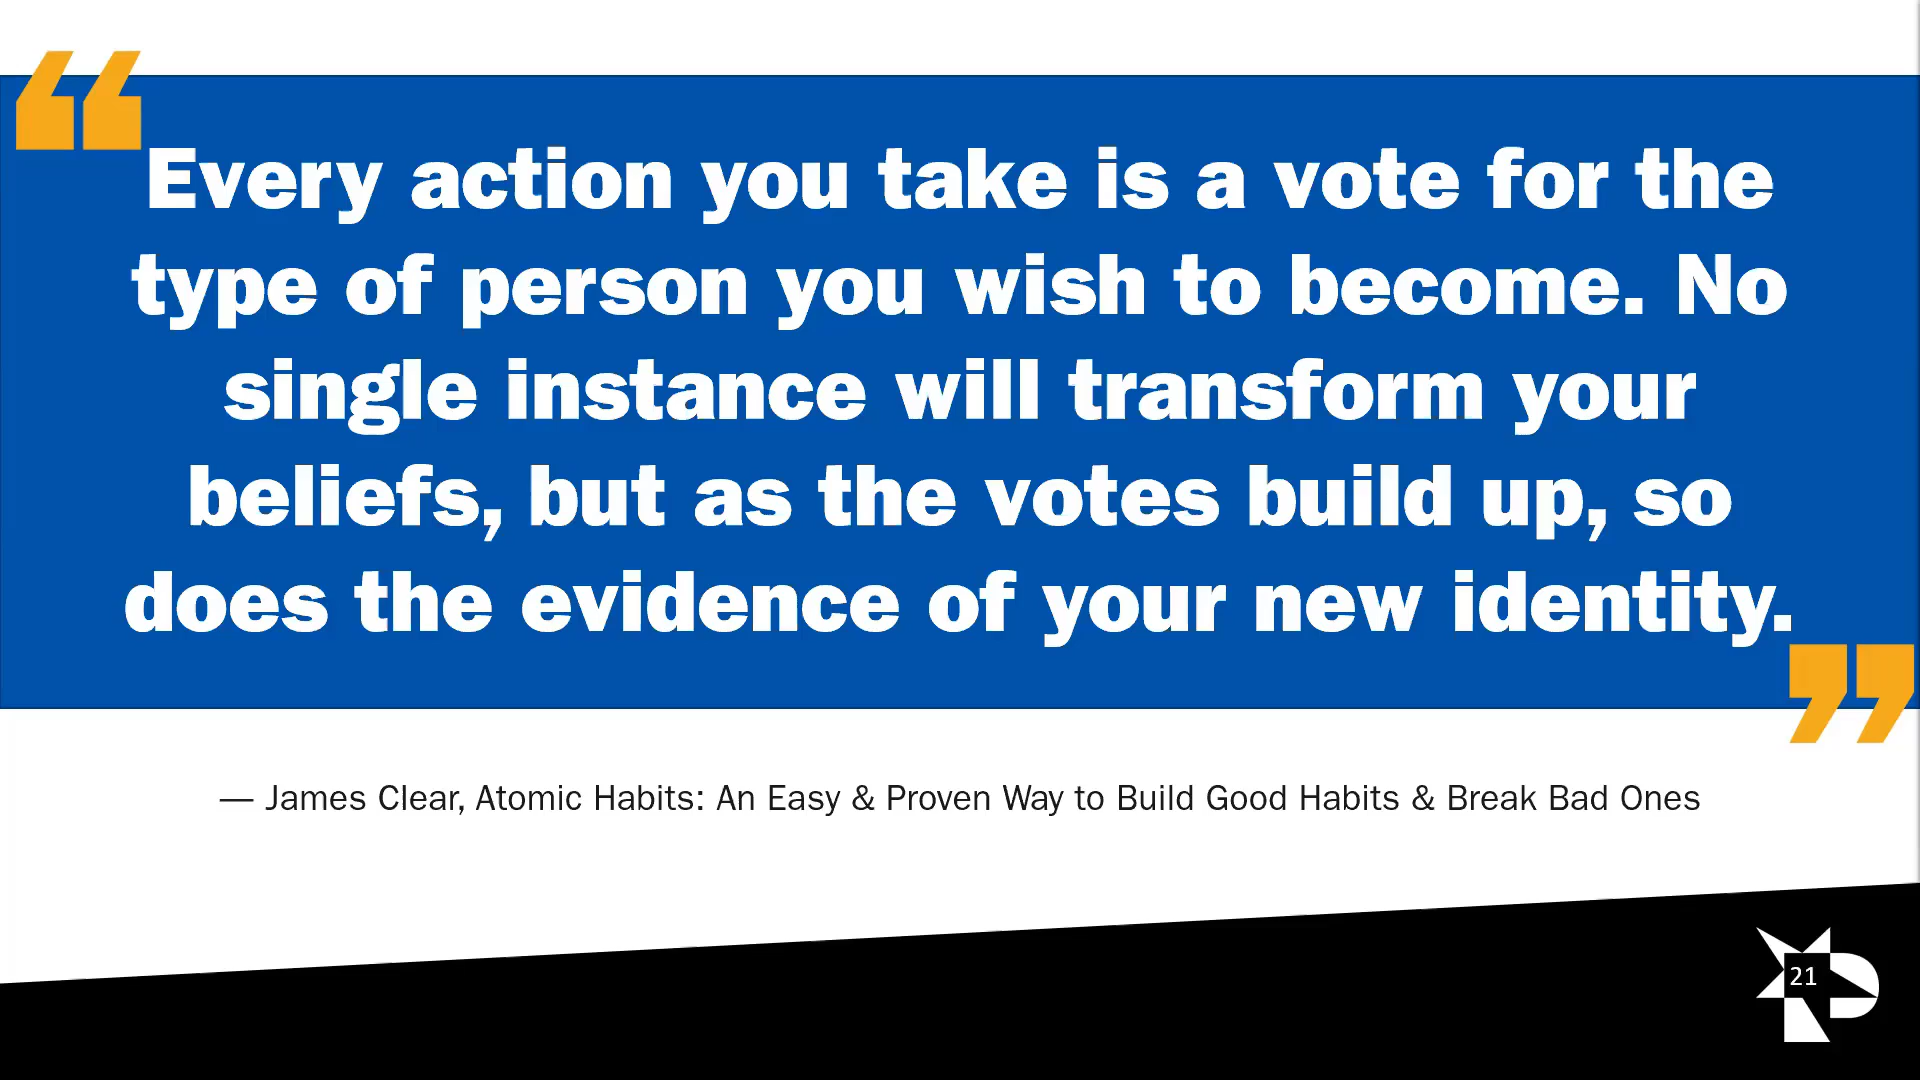 “
Every action you take is a vote for the
type of person you wish to become. No
single instance will transform your
beliefs, but as the votes build up, so
does the evidence of your new identity.
”
— James Clear, Atomic Habits: An Easy & Proven Way to Build Good Habits & Break Bad Ones
21